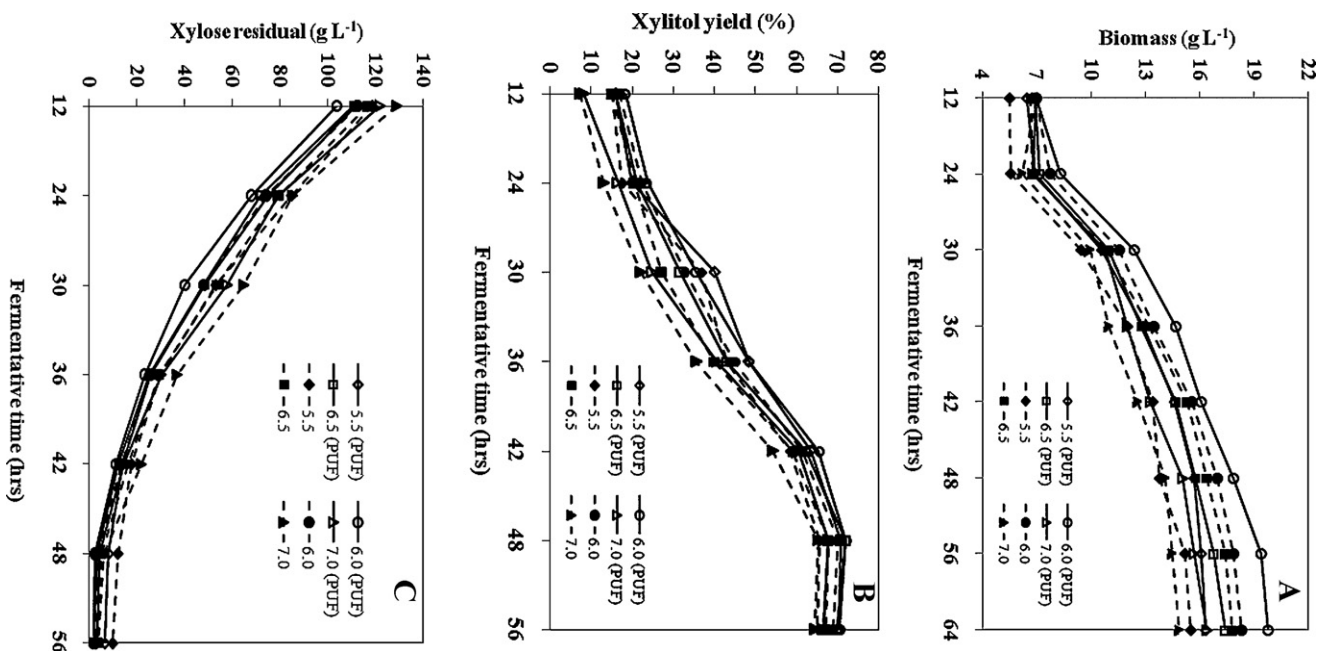 A
Biomass (g L-1)
22
19
16
13
10
7
4
5.5 (PUF) 6.0 (PUF)
6.5 (PUF) 7.0 (PUF)
5.5 6.0
6.5 7.0
12 24 30 36 42 48 56 64
Fermentative time (hrs)
B
Xylitol yield (%)
80
70
60
50
40
30
20
10
0
5.5 (PUF) 6.0 (PUF)
6.5 (PUF) 7.0 (PUF)
5.5 6.0
6.5 7.0
12 24 30 36 42 48 56
Fermentative time (hrs)
C
Xylose residual (g L-1)
140
120
100
80
60
40
20
0
5.5 (PUF) 6.0 (PUF)
6.5 (PUF) 7.0 (PUF)
5.5 6.0
6.5 7.0
12 24 30 36 42 48 56
Fermentative time (hrs)